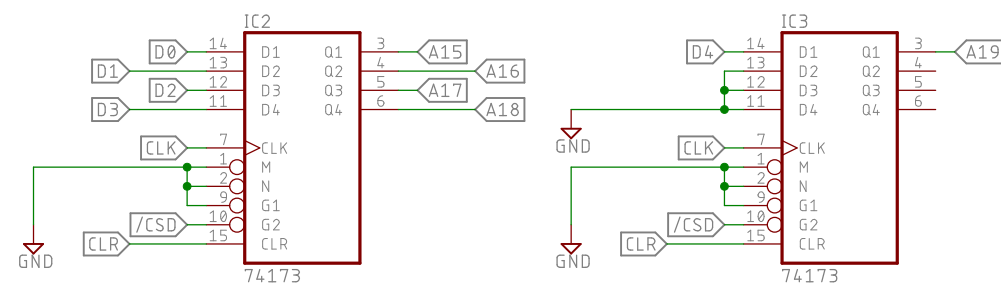 IC2
D0 14 D1 Q1 3 A15
D1 13 D2 Q2 4 A16
D2 12 D3 Q3 5 A17
D3 11 D4 Q4 6 A18
CLK 7 CLK
1 M
2 N
9 G1
/CSD 10 G2
CLR 15 CLR
GND
74173
IC3
D4 14 D1 Q1 3 A19
13 D2 Q2 4
12 D3 Q3 5
11 D4 Q4 6
GND
CLK 7 CLK
1 M
2 N
9 G1
/CSD 10 G2
CLR 15 CLR
GND
74173